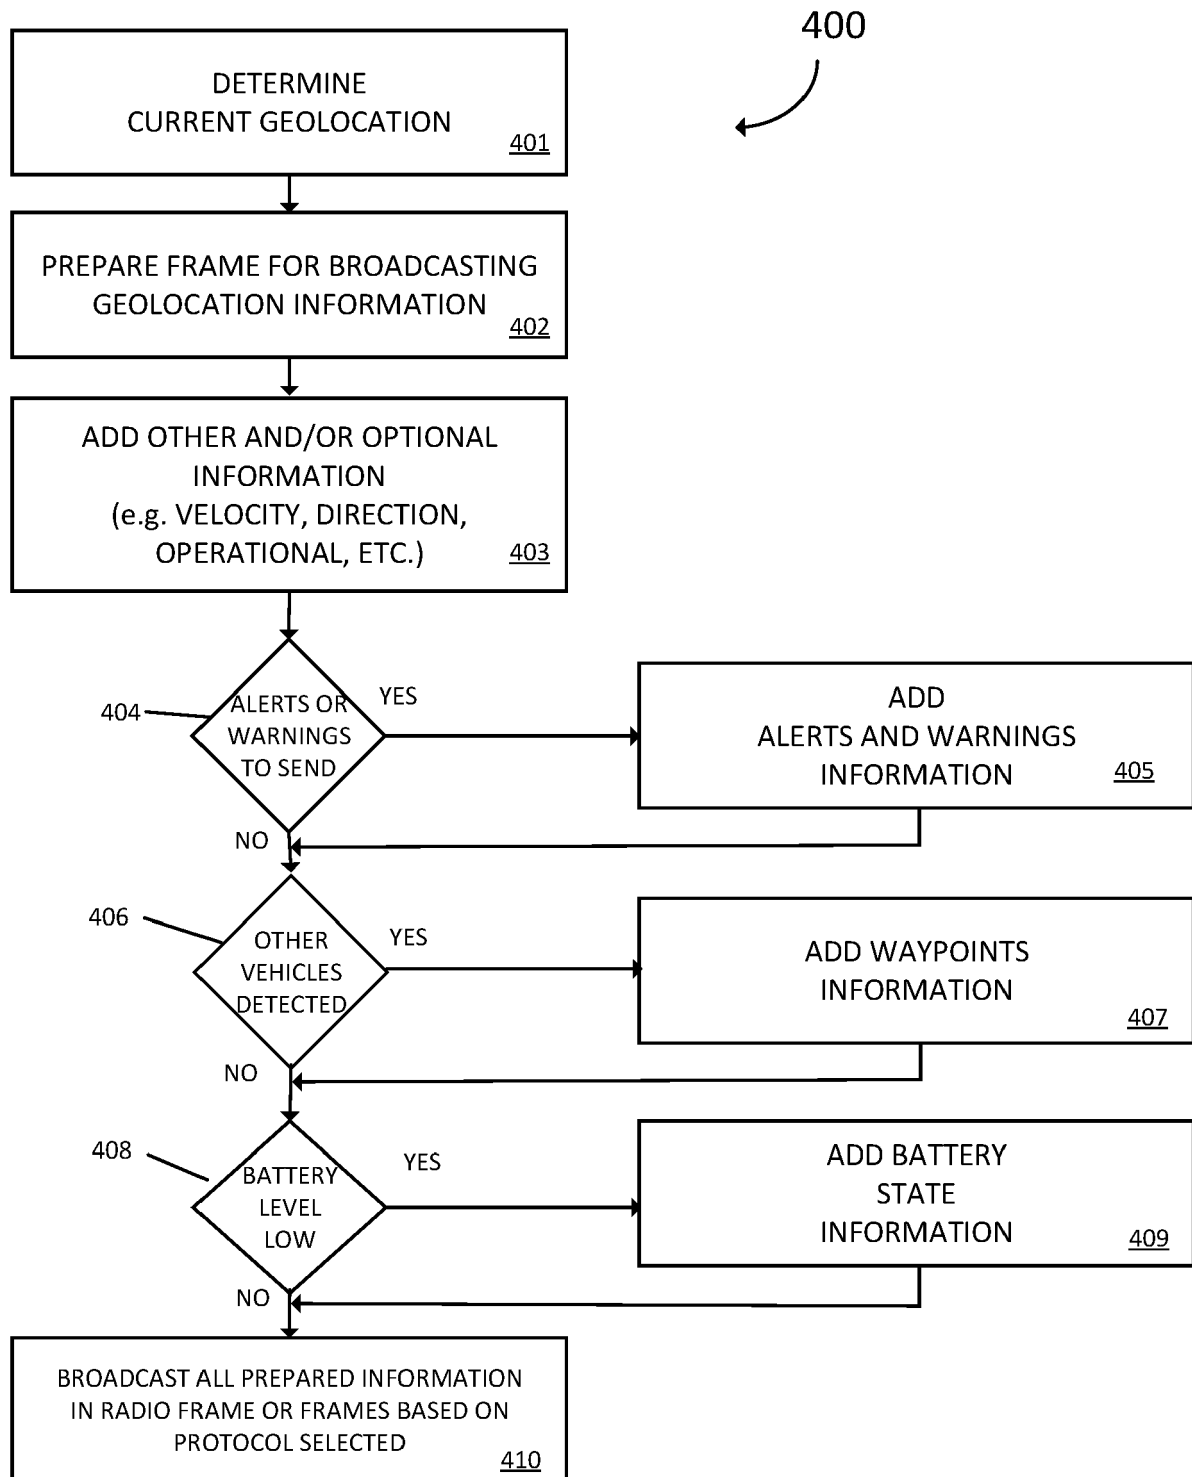 400
DETERMINE
CURRENT GEOLOCATION
401
PREPARE FRAME FOR BROADCASTING
GEOLOCATION INFORMATION
402
ADD OTHER AND/OR OPTIONAL
INFORMATION
(e.g. VELOCITY, DIRECTION,
OPERATIONAL, ETC.)
403
404
ALERTS OR
WARNINGS
TO SEND
YES
NO
ADD
ALERTS AND WARNINGS
INFORMATION
405
406
OTHER
VEHICLES
DETECTED
YES
NO
ADD WAYPOINTS
INFORMATION
407
408
BATTERY
LEVEL
LOW
YES
NO
ADD BATTERY
STATE
INFORMATION
409
BROADCAST ALL PREPARED INFORMATION
IN RADIO FRAME OR FRAMES BASED ON
PROTOCOL SELECTED
410